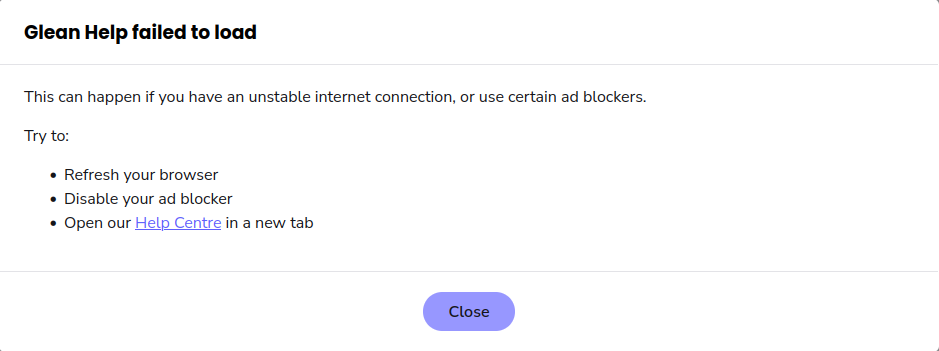 Glean Help failed to load
This can happen if you have an unstable internet connection, or use certain ad blockers.
Try to:
• Refresh your browser
• Disable your ad blocker
• Open our Help Centre in a new tab
Close